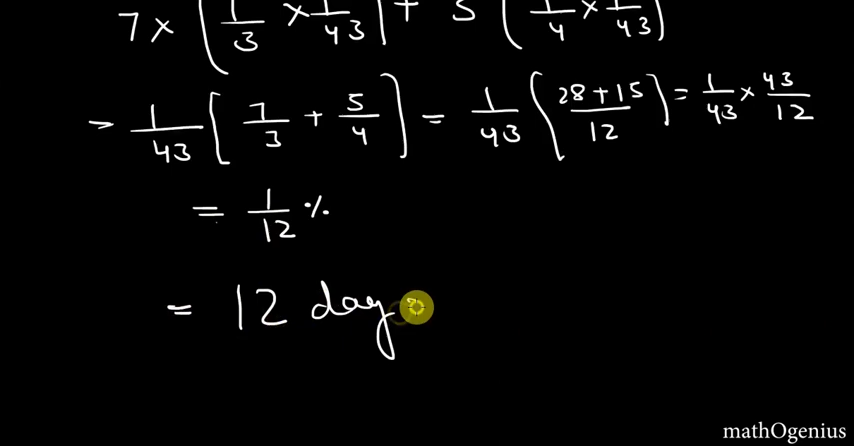 7 × ( 1/3 × 1/43 ) + 5 ( 1/4 × 1/43 )
→ 1/43 [ 7/3 + 5/4 ] = 1/43 ( 28 + 15 / 12 ) = 1/43 × 43/12
= 1/12 %
= 12 days
mathOgenius